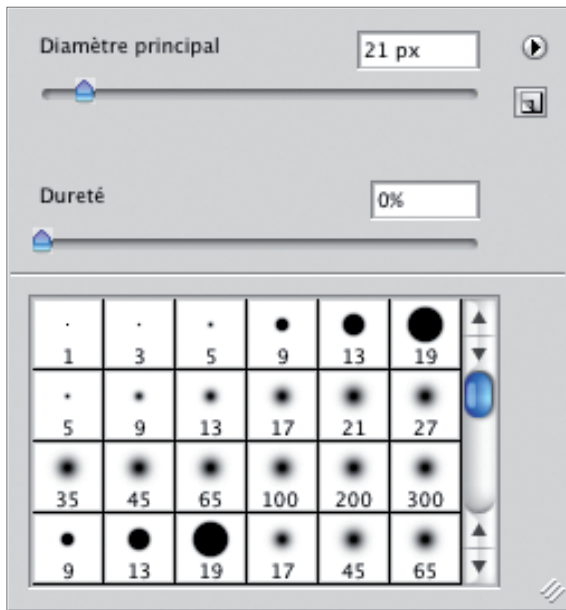 Diamètre principal 21 px
Dureté 0%
1 3 5 9 13 19
5 9 13 17 21 27
35 45 65 100 200 300
9 13 19 17 45 65